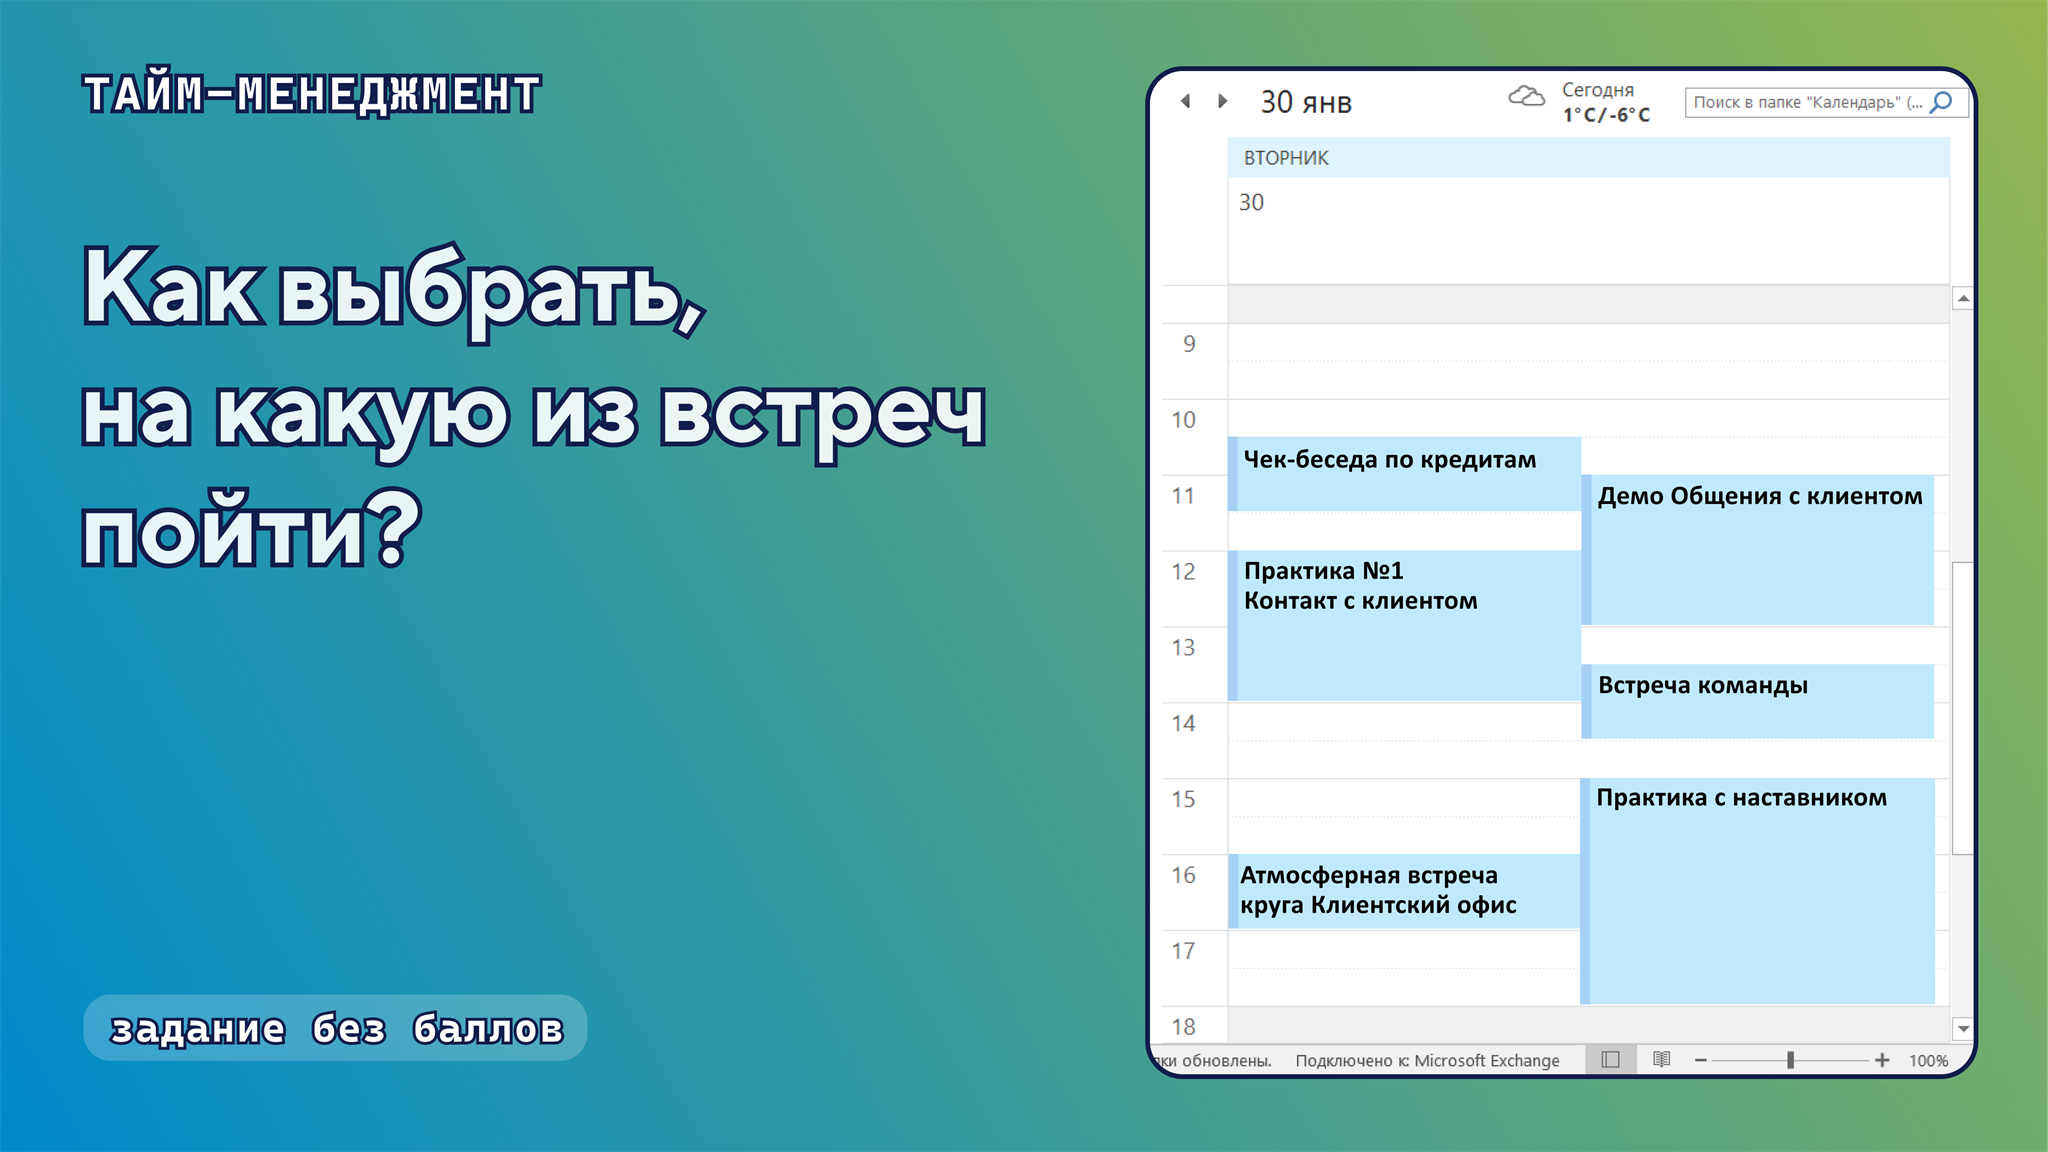 ТАЙМ-МЕНЕДЖМЕНТ
Как выбрать,
на какую из встреч
пойти?
задание без баллов
30 янв
Сегодня
1°C/-6°C
Поиск в папке "Календарь" (...
ВТОРНИК
30
9
10
Чек-беседа по кредитам
11
Демо Общения с клиентом
12
Практика №1
Контакт с клиентом
13
Встреча команды
14
15
Практика с наставником
16
Атмосферная встреча
круга Клиентский офис
17
18
ки обновлены.
Подключено к: Microsoft Exchange
100%